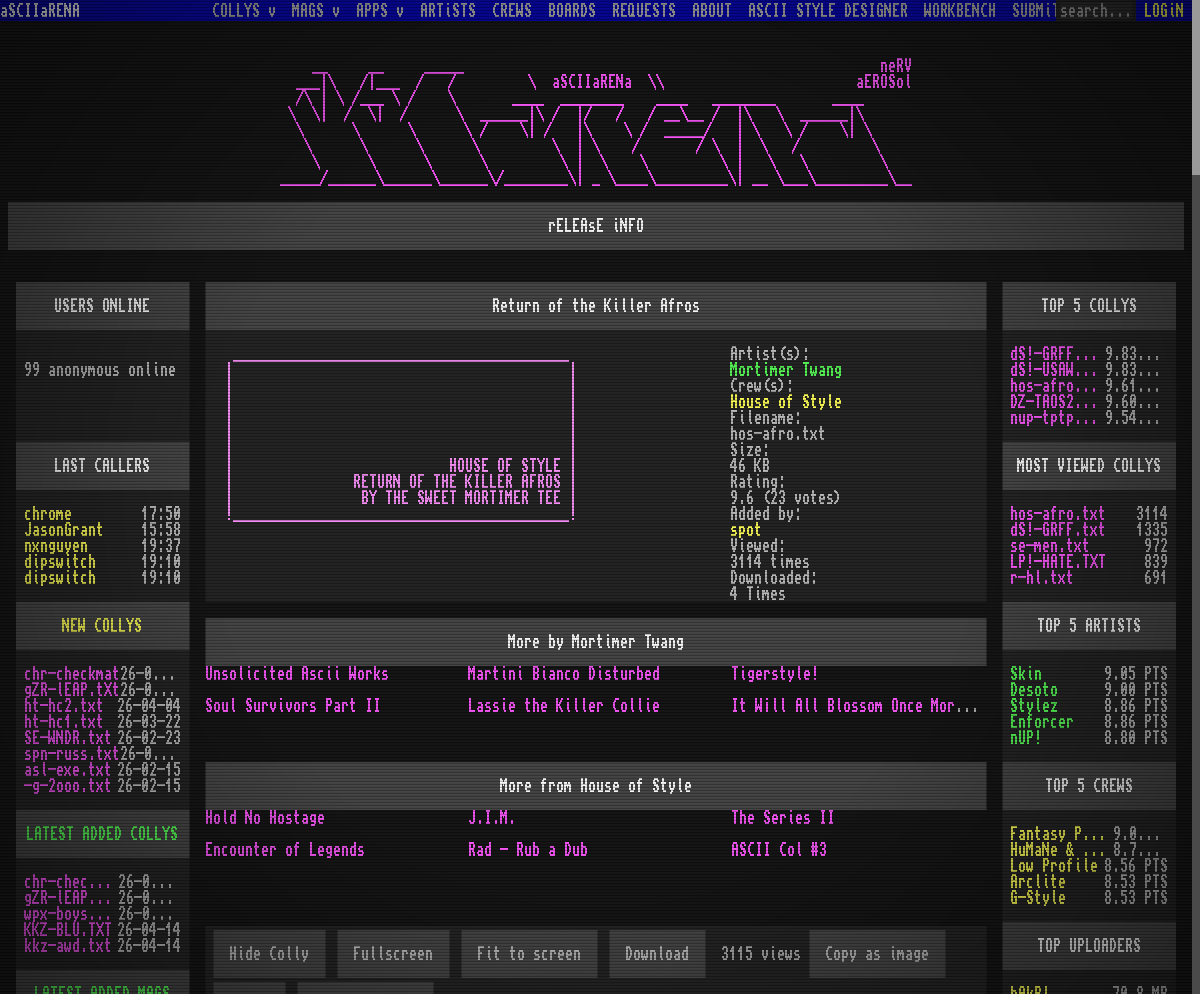 aSCIIaRENA COLLYS v MAGS v APPS v ARTiSTS CREWS BOARDS REQUESTS ABOUT ASCII STYLE DESIGNER WORKBENCH SUBMiT search... LOGiN
neRV
\ aSCIIaRENa \\ aEROSol
rELEAsE iNFO
USERS ONLINE
99 anonymous online
LAST CALLERS
chrome 17:50
JasonGrant 15:58
nxnguyen 19:37
dipswitch 19:10
dipswitch 19:10
NEW COLLYS
chr-checkmat26-0...
gZR-lEAP.tXt26-0...
ht-hc2.txt 26-04-04
ht-hc1.txt 26-03-22
SE-WNDR.txt 26-02-23
spn-russ.txt26-0...
asl-exe.txt 26-02-15
-g-2ooo.txt 26-02-15
LATEST ADDED COLLYS
chr-chec... 26-0...
gZR-lEAP... 26-0...
wpx-boys... 26-0...
KKZ-BLU.TXT 26-04-14
kkz-awd.txt 26-04-14
LATEST ADDED MAGS
Return of the Killer Afros
HOUSE OF STYLE
RETURN OF THE KILLER AFROS
BY THE SWEET MORTIMER TEE
Artist(s):
Mortimer Twang
Crew(s):
House of Style
Filename:
hos-afro.txt
Size:
46 KB
Rating:
9.6 (23 votes)
Added by:
spot
Viewed:
3114 times
Downloaded:
4 Times
More by Mortimer Twang
Unsolicited Ascii Works Martini Bianco Disturbed Tigerstyle!
Soul Survivors Part II Lassie the Killer Collie It Will All Blossom Once Mor...
More from House of Style
Hold No Hostage J.I.M. The Series II
Encounter of Legends Rad - Rub a Dub ASCII Col #3
Hide Colly Fullscreen Fit to screen Download 3115 views Copy as image
TOP 5 COLLYS
dS!-GRFF... 9.83...
dS!-USAW... 9.83...
hos-afro... 9.61...
DZ-TAOS2... 9.60...
nup-tptp... 9.54...
MOST VIEWED COLLYS
hos-afro.txt 3114
dS!-GRFF.txt 1335
se-men.txt 972
LP!-HATE.TXT 839
r-hl.txt 691
TOP 5 ARTISTS
Skin 9.05 PTS
Desoto 9.00 PTS
Stylez 8.86 PTS
Enforcer 8.86 PTS
nUP! 8.80 PTS
TOP 5 CREWS
Fantasy P... 9.0...
HuMaNe & ... 8.7...
Low Profile 8.56 PTS
Arclite 8.53 PTS
G-Style 8.53 PTS
TOP UPLOADERS